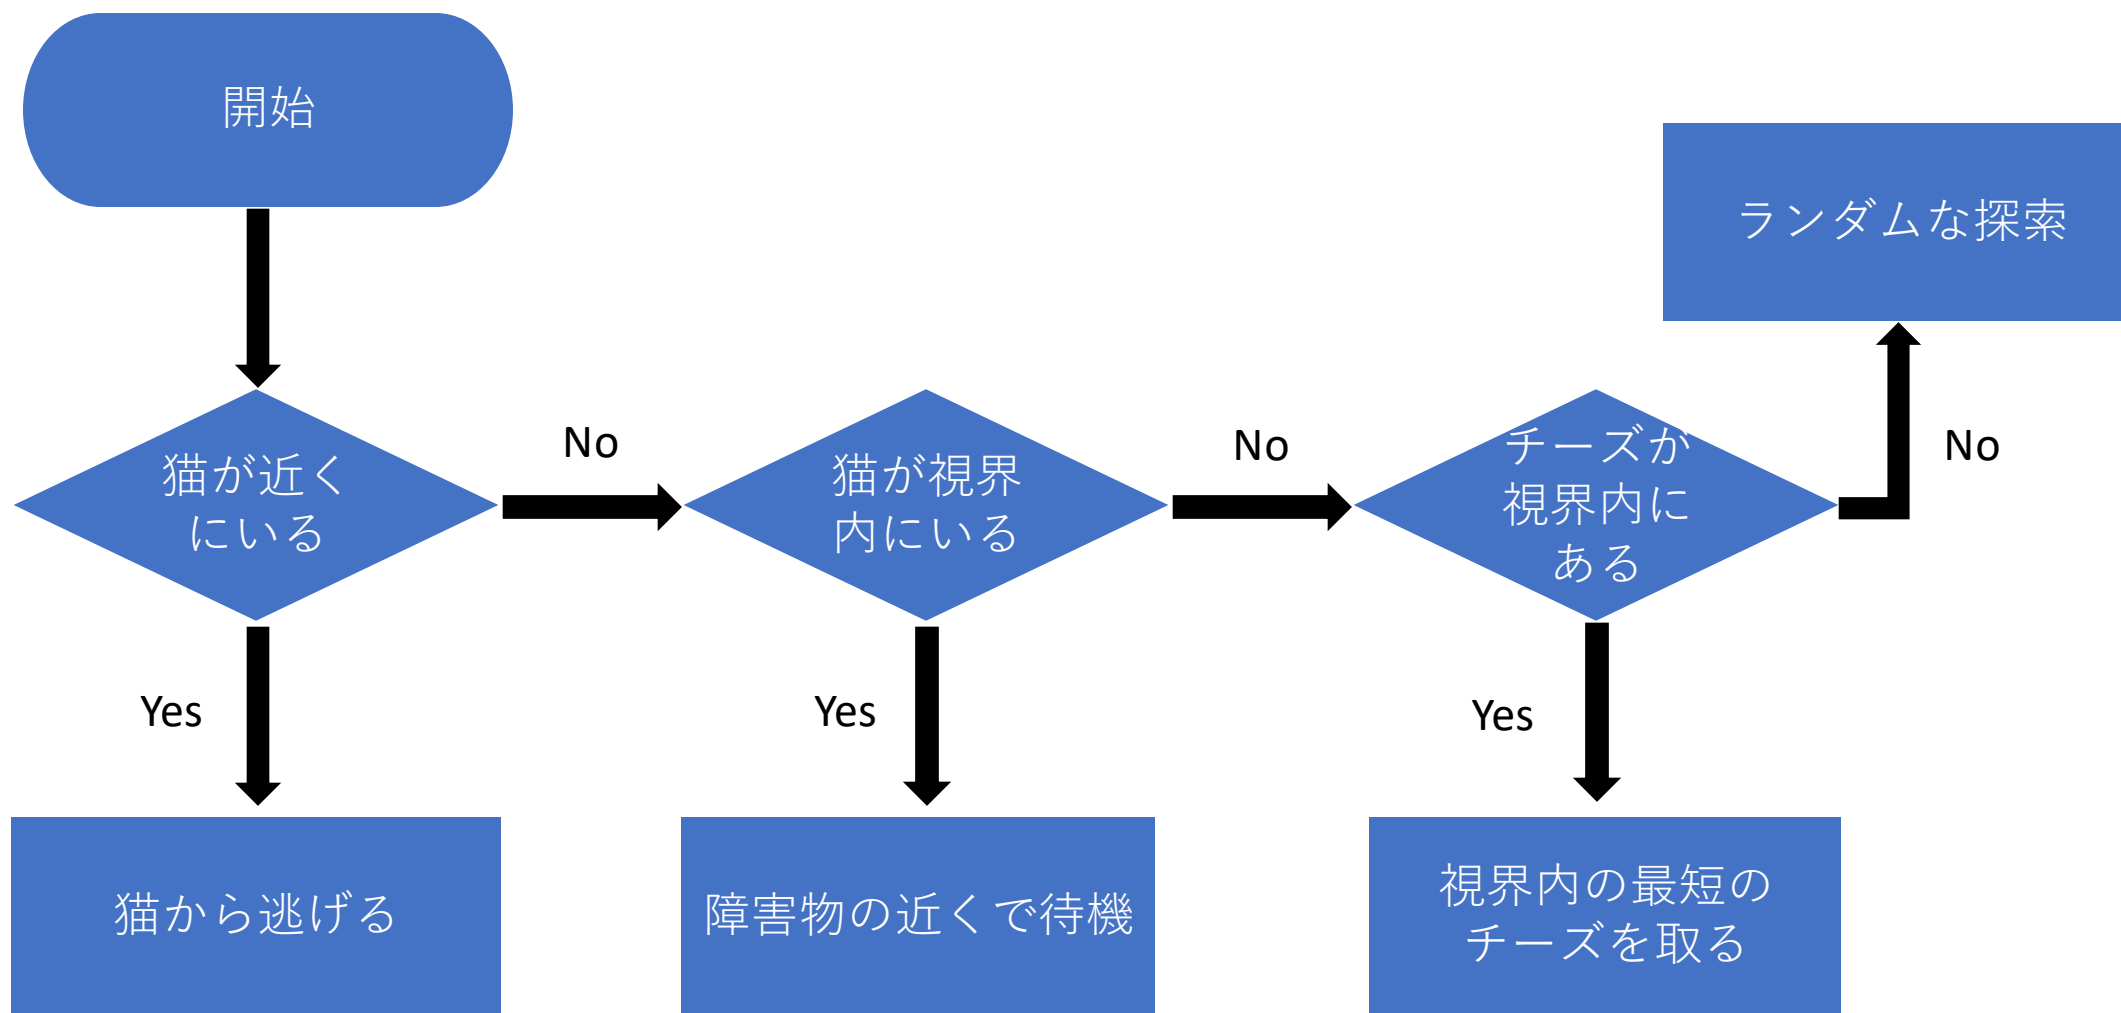 開始
ランダムな探索
猫が近く
にいる
No
猫が視界
内にいる
No
チーズが
視界内に
ある
No
Yes
Yes
Yes
猫から逃げる
障害物の近くで待機
視界内の最短の
チーズを取る